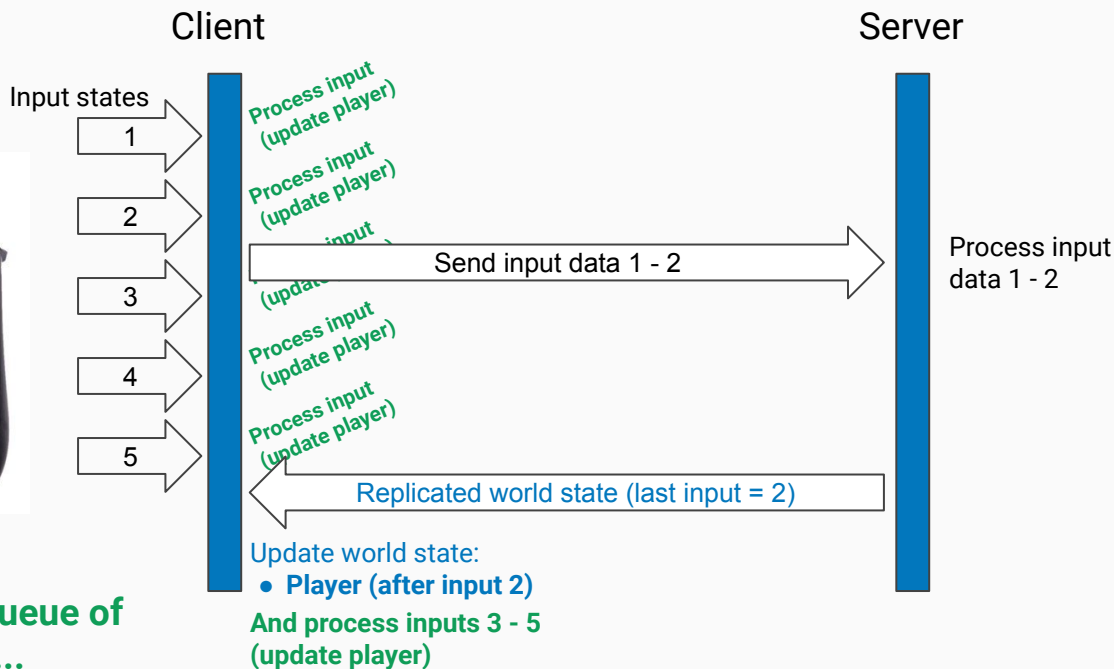 Client
Server
Input states
1
2
3
4
5
Process input
(update player)
Process input
(update player)
input
(update
Process input
(update player)
Process input
(update player)
Send input data 1 - 2
Process input
data 1 - 2
Replicated world state (last input = 2)
Update world state:
● Player (after input 2)
And process inputs 3 - 5
(update player)
ueue of
...